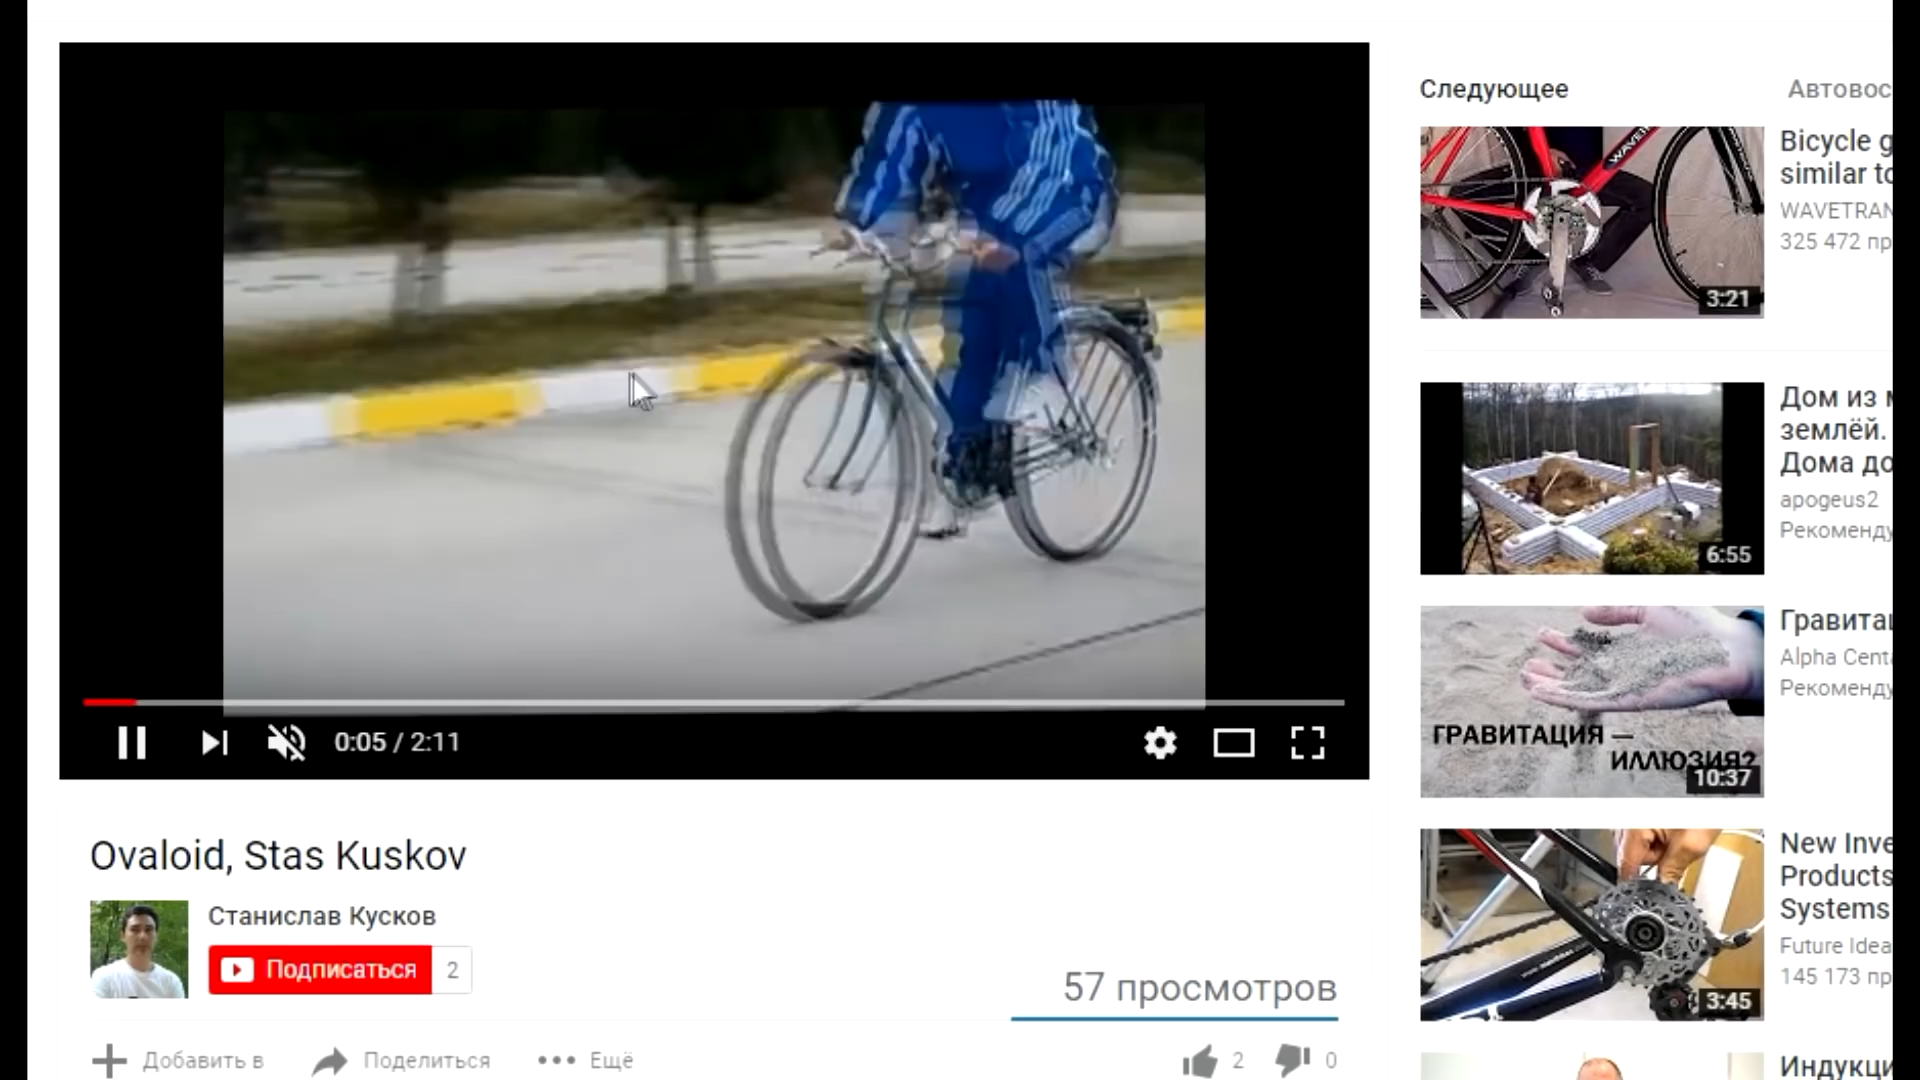 0:05 / 2:11
Ovaloid, Stas Kuskov
Станислав Кусков
Подписаться 2
57 просмотров
Добавить в
Поделиться
Ещё
2
0
Следующее
Автовос
WAVETR
3:21
Bicycle g
similar to
WAVETRAN
325 472 пр
6:55
Дом из
землёй.
Дома до
apogeus2
Рекоменду
ГРАВИТАЦИЯ —
ИЛЛЮЗИЯ?
10:37
Гравита
Alpha Cent
Рекоменду
3:45
New Inve
Products
Systems
Future Idea
145 173 пр
Индукци